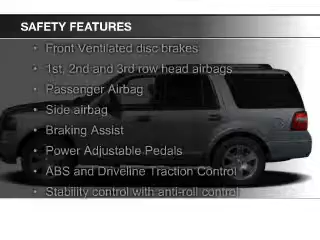 SAFETY FEATURES
• Front Ventilated disc brakes
• 1st, 2nd and 3rd row head airbags
• Passenger Airbag
• Side airbag
• Braking Assist
• Power Adjustable Pedals
• ABS and Driveline Traction Control
• Stability control with anti-roll control